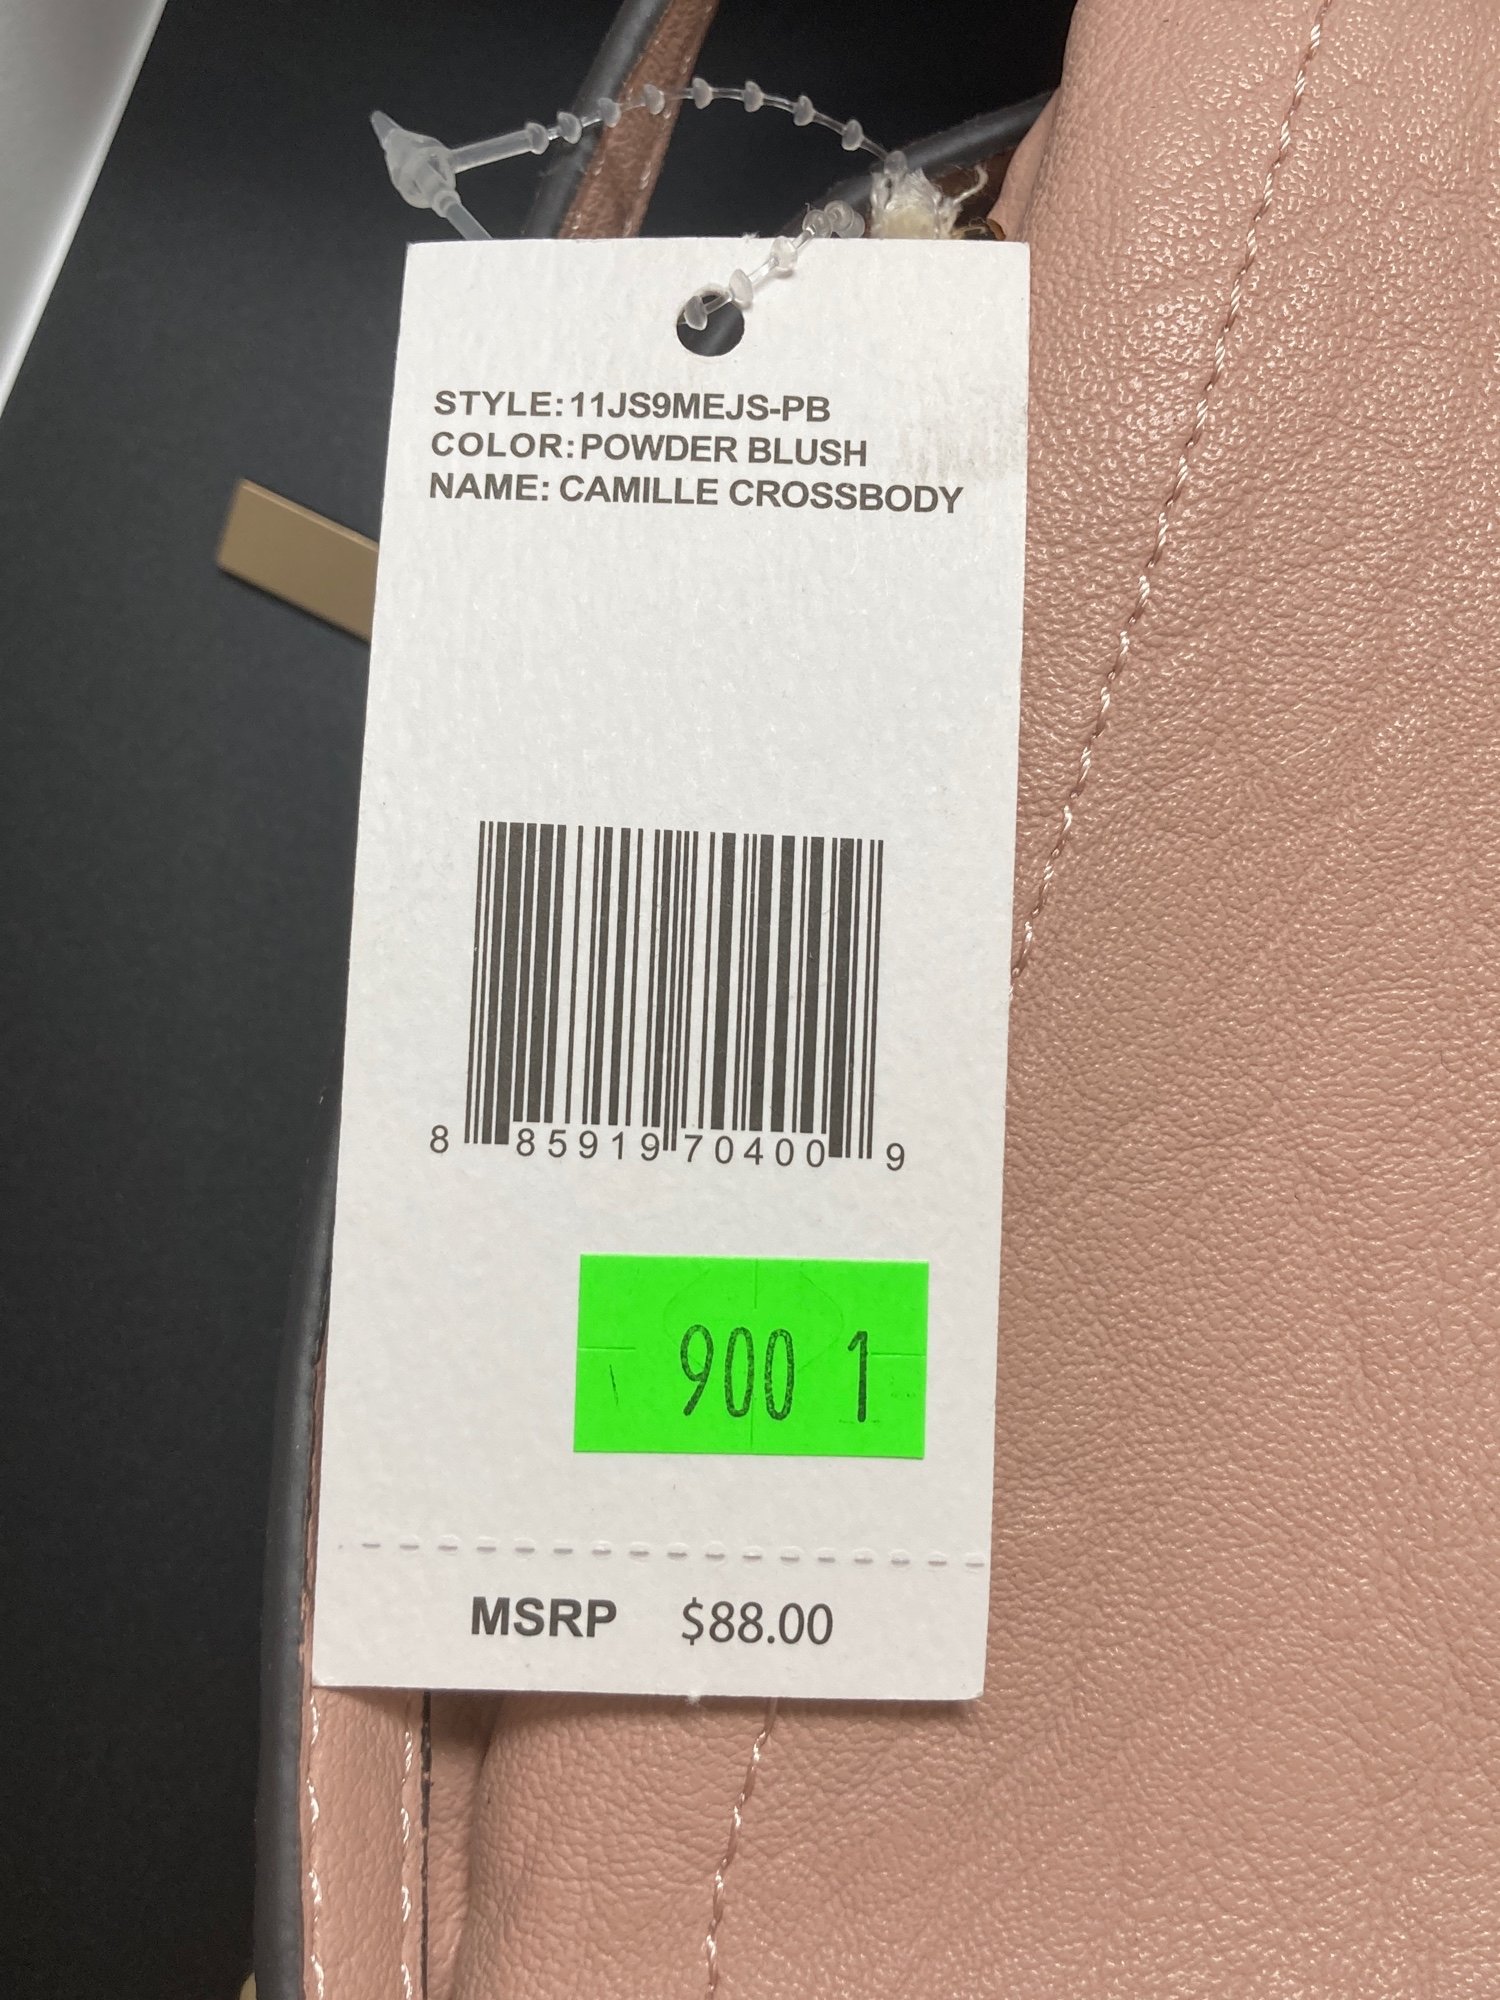 STYLE: 11JS9MEJS-PB
COLOR: POWDER BLUSH
NAME: CAMILLE CROSSBODY
8 85919 70400 9
900 1
MSRP $88.00